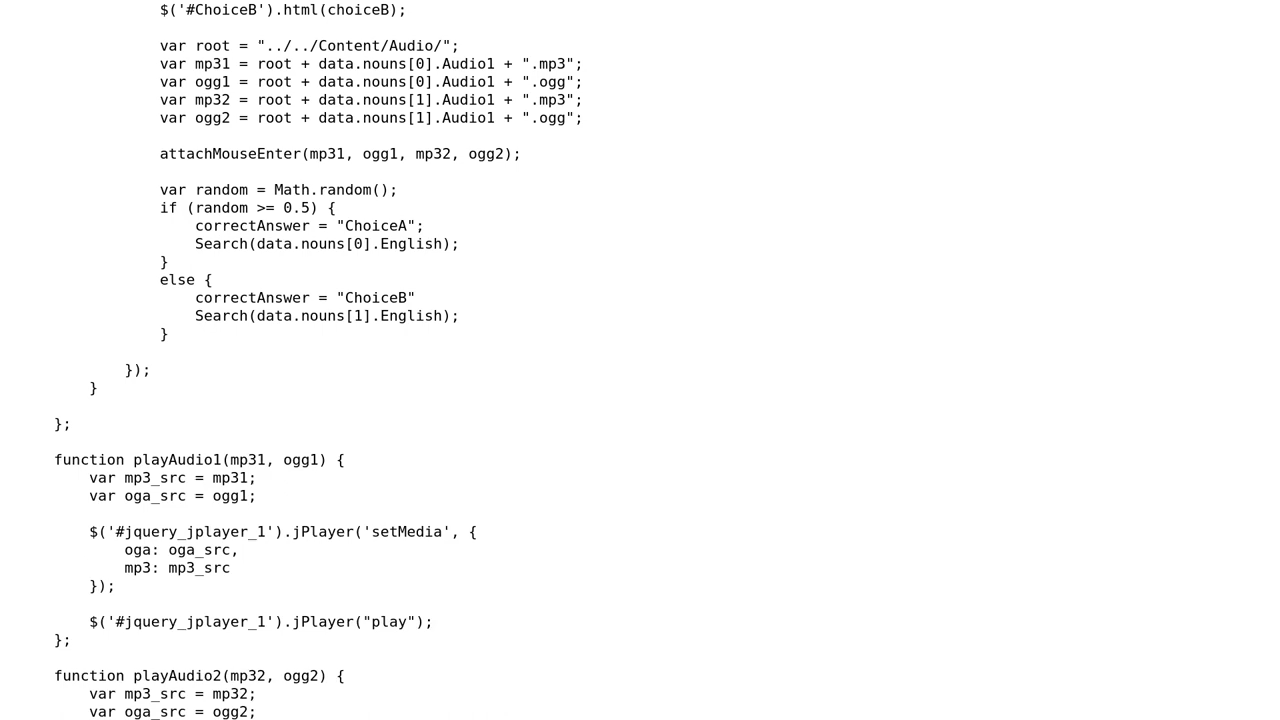 $('#ChoiceB').html(choiceB);
var root = "../../Content/Audio/";
var mp31 = root + data.nouns[0].Audio1 + ".mp3";
var ogg1 = root + data.nouns[0].Audio1 + ".ogg";
var mp32 = root + data.nouns[1].Audio1 + ".mp3";
var ogg2 = root + data.nouns[1].Audio1 + ".ogg";
attachMouseEnter(mp31, ogg1, mp32, ogg2);
var random = Math.random();
if (random >= 0.5) {
correctAnswer = "ChoiceA";
Search(data.nouns[0].English);
}
else {
correctAnswer = "ChoiceB"
Search(data.nouns[1].English);
}
});
}
};
function playAudio1(mp31, ogg1) {
var mp3_src = mp31;
var oga_src = ogg1;
$('#jquery_jplayer_1').jPlayer('setMedia', {
oga: oga_src,
mp3: mp3_src
});
$('#jquery_jplayer_1').jPlayer("play");
};
function playAudio2(mp32, ogg2) {
var mp3_src = mp32;
var oga_src = ogg2;